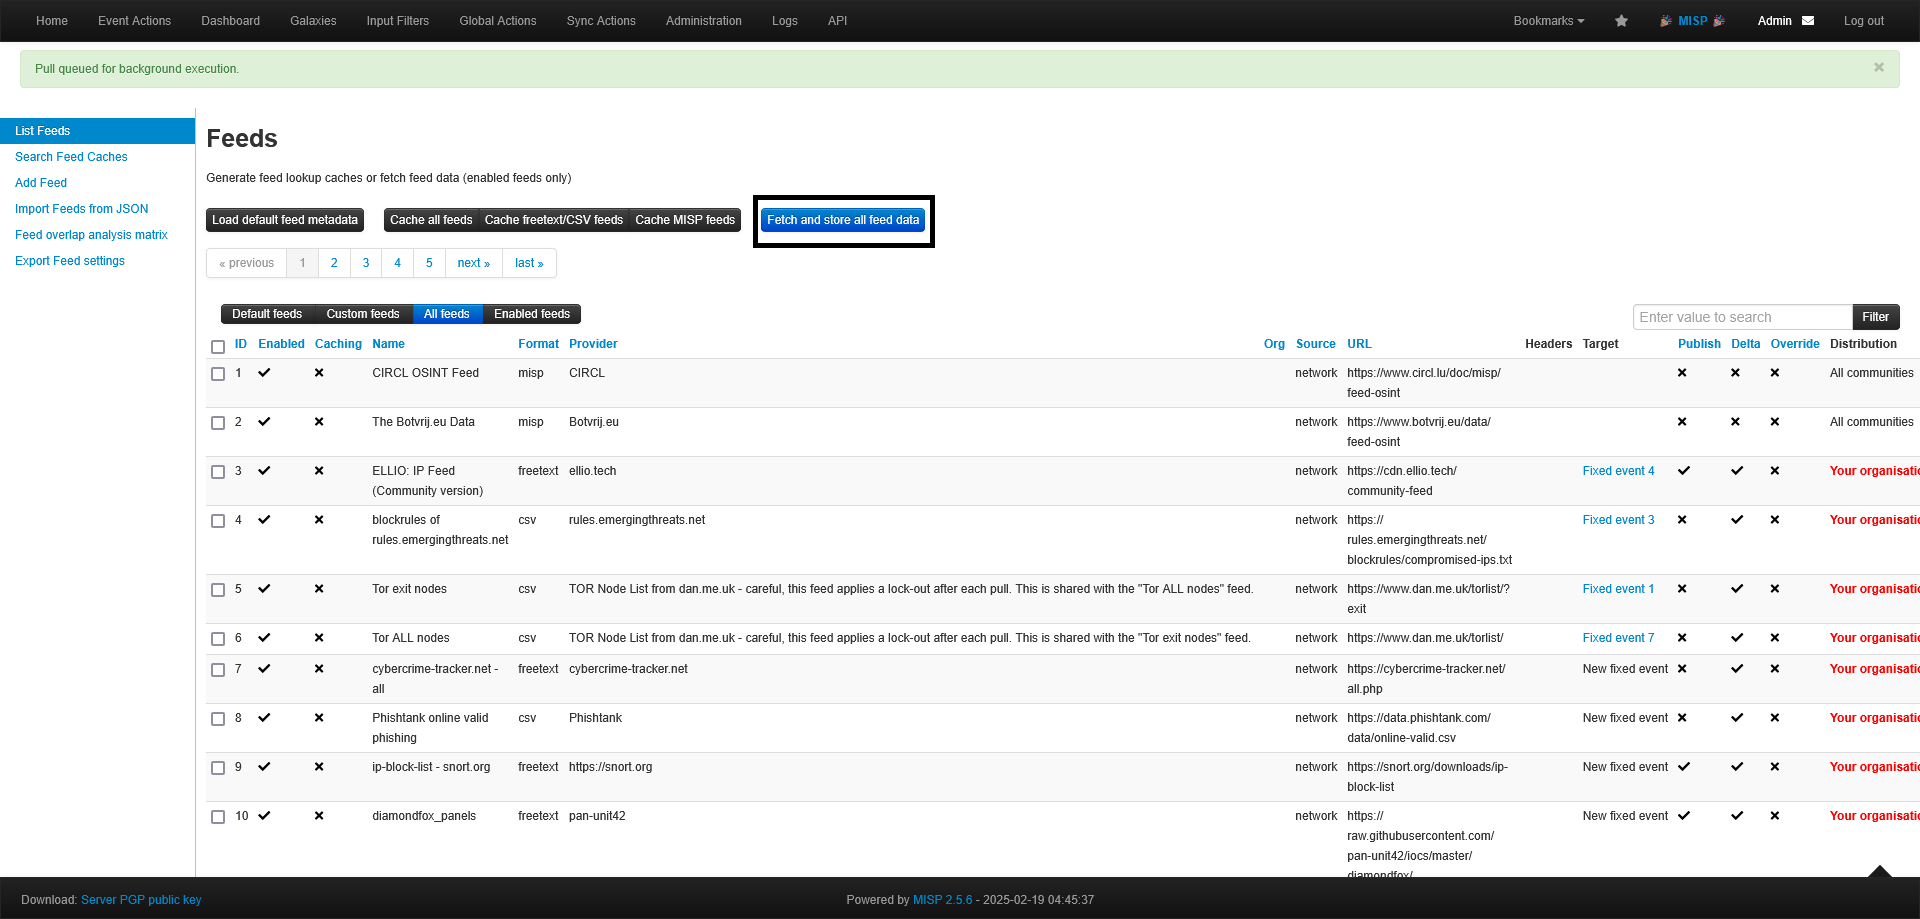 Home Event Actions Dashboard Galaxies Input Filters Global Actions Sync Actions Administration Logs API Bookmarks MISP Admin Log out
Pull queued for background execution. ×
List Feeds
Search Feed Caches
Add Feed
Import Feeds from JSON
Feed overlap analysis matrix
Export Feed settings
Feeds
Generate feed lookup caches or fetch feed data (enabled feeds only)
Load default feed metadata Cache all feeds Cache freetext/CSV feeds Cache MISP feeds Fetch and store all feed data
« previous 1 2 3 4 5 next » last »
Default feeds Custom feeds All feeds Enabled feeds Enter value to search Filter
ID Enabled Caching Name Format Provider Org Source URL Headers Target Publish Delta Override Distribution
1 CIRCL OSINT Feed misp CIRCL network https://www.circl.lu/doc/misp/ All communities
feed-osint
2 The Botvrij.eu Data misp Botvrij.eu network https://www.botvrij.eu/data/ All communities
feed-osint
3 ELLIO: IP Feed freetext ellio.tech network https://cdn.ellio.tech/ Fixed event 4 Your organisatio
(Community version) community-feed
4 blockrules of csv rules.emergingthreats.net network https:// Fixed event 3 Your organisatio
rules.emergingthreats.net rules.emergingthreats.net/
blockrules/compromised-ips.txt
5 Tor exit nodes csv TOR Node List from dan.me.uk - careful, this feed applies a lock-out after each pull. This is shared with the "Tor ALL nodes" feed. network https://www.dan.me.uk/torlist/? Fixed event 1 Your organisatio
exit
6 Tor ALL nodes csv TOR Node List from dan.me.uk - careful, this feed applies a lock-out after each pull. This is shared with the "Tor exit nodes" feed. network https://www.dan.me.uk/torlist/ Fixed event 7 Your organisatio
7 cybercrime-tracker.net - freetext cybercrime-tracker.net network https://cybercrime-tracker.net/ New fixed event Your organisatio
all all.php
8 Phishtank online valid csv Phishtank network https://data.phishtank.com/ New fixed event Your organisatio
phishing data/online-valid.csv
9 ip-block-list - snort.org freetext https://snort.org network https://snort.org/downloads/ip- New fixed event Your organisatio
block-list
10 diamondfox_panels freetext pan-unit42 network https:// New fixed event Your organisatio
raw.githubusercontent.com/
pan-unit42/iocs/master/
diamondfox/
Download: Server PGP public key Powered by MISP 2.5.6 - 2025-02-19 04:45:37